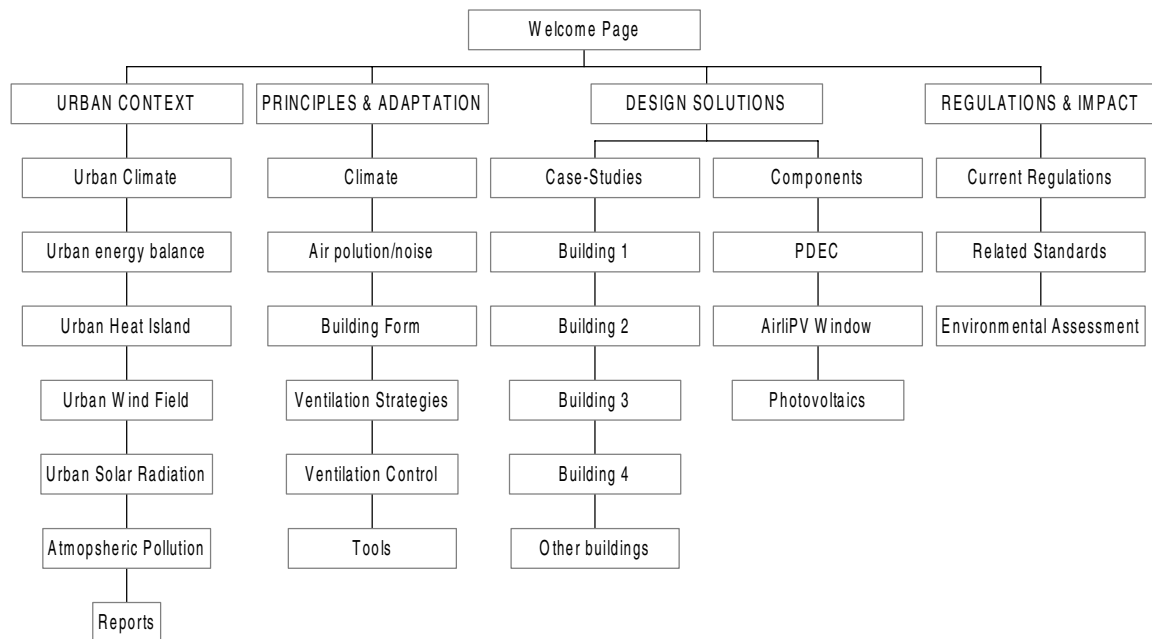 Welcome Page
URBAN CONTEXT
PRINCIPLES & ADAPTATION
DESIGN SOLUTIONS
REGULATIONS & IMPACT
Urban Climate
Climate
Case-Studies
Components
Current Regulations
Urban energy balance
Air polution/noise
Building 1
PDEC
Related Standards
Urban Heat Island
Building Form
Building 2
AirliPV Window
Environmental Assessment
Urban Wind Field
Ventilation Strategies
Building 3
Photovoltaics
Urban Solar Radiation
Ventilation Control
Building 4
Atmopsheric Pollution
Tools
Other buildings
Reports